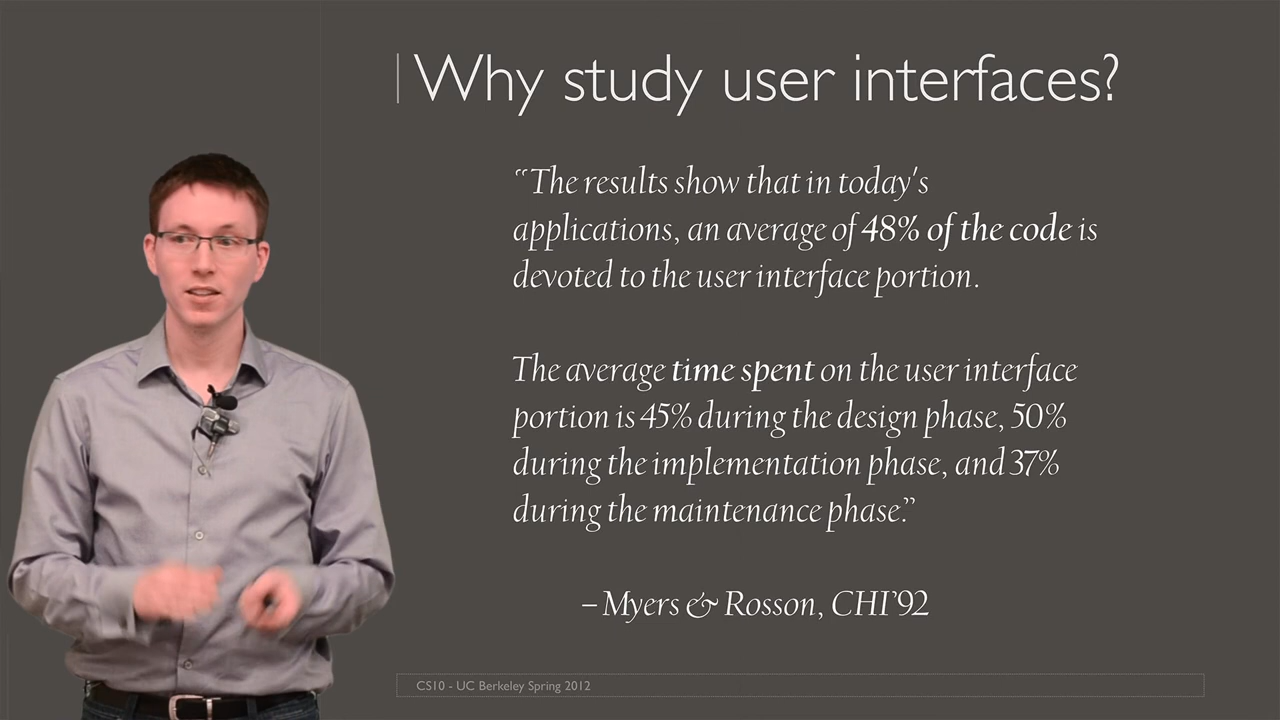 Why study user interfaces?
“The results show that in today's
applications, an average of 48% of the code is
devoted to the user interface portion.
The average time spent on the user interface
portion is 45% during the design phase, 50%
during the implementation phase, and 37%
during the maintenance phase.”
– Myers & Rosson, CHI’92
CS10 - UC Berkeley Spring 2012